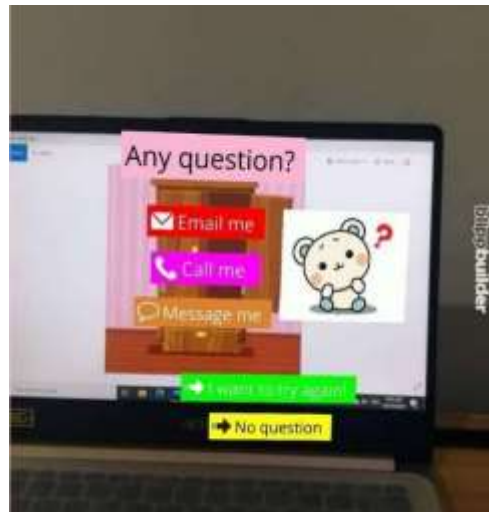 Any question?
Email me
Call me
Message me
I want to try again!
No question
blippbuilder